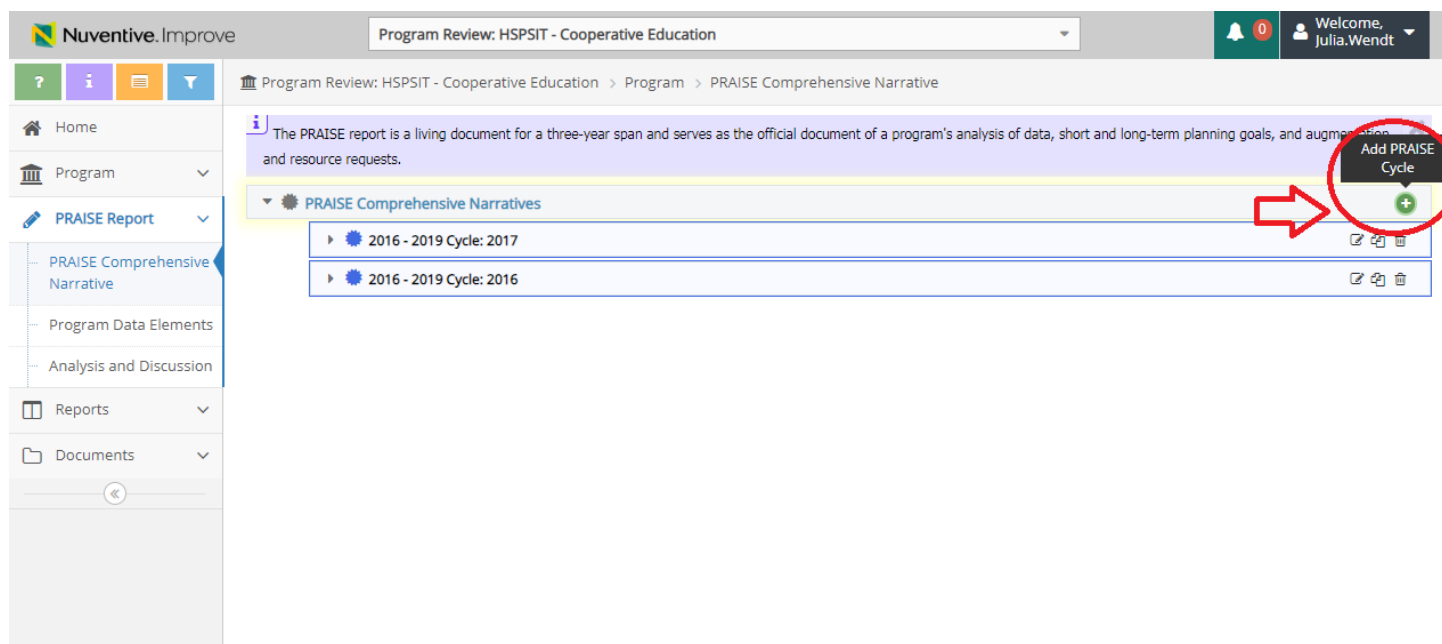 Nuventive. Improve
Program Review: HSPSIT - Cooperative Education
0
Welcome,
Julia.Wendt
? i
Program Review: HSPSIT - Cooperative Education > Program > PRAISE Comprehensive Narrative
Home
Program
PRAISE Report
PRAISE Comprehensive
Narrative
Program Data Elements
Analysis and Discussion
Reports
Documents
i
The PRAISE report is a living document for a three-year span and serves as the official document of a program's analysis of data, short and long-term planning goals, and augmentation
and resource requests.
Add PRAISE
Cycle
PRAISE Comprehensive Narratives
2016 - 2019 Cycle: 2017
2016 - 2019 Cycle: 2016